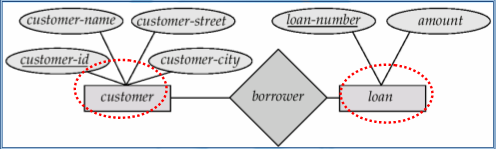 customer-name customer-street loan-number amount
customer-id customer-city
customer borrower loan